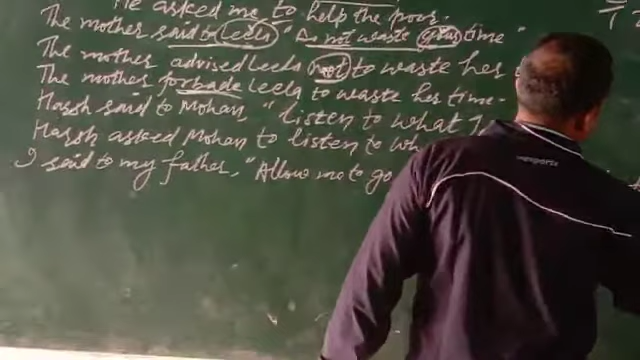 He asked me to help the poor.
The mother said to Leela "Do not waste your time"
The mother advised Leela not to waste her
The mother forbade Leela to waste her time.
Harsh said to Mohan, "Listen to what I
Harsh asked Mohan to listen to wh
I said to my father, "Allow me to go